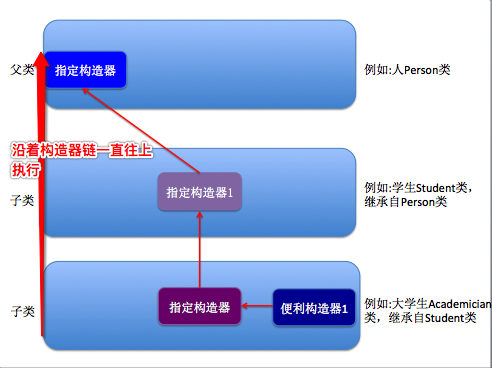 父类
指定构造器
例如:人Person类
沿着构造器链一直往上
执行
子类
指定构造器1
例如:学生Student类,
继承自Person类
子类
指定构造器
便利构造器1
例如:大学生Academician
类，继承自Student类